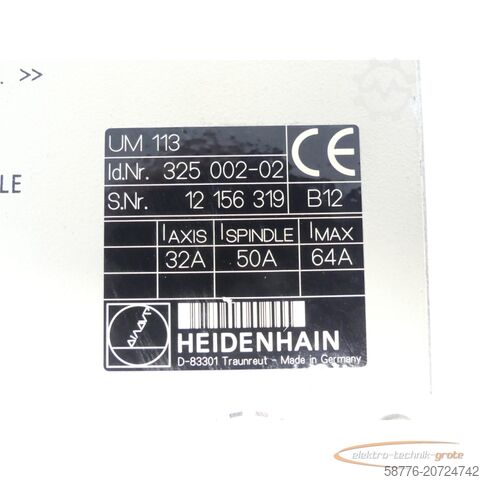 . >>
LE
UM 113
Id.Nr. 325 002-02
S.Nr. 12 156 319 B12
CE
IAXIS ISPINDLE IMAX
32A 50A 64A
HEIDENHAIN
D-83301 Traunreut - Made in Germany
elektro-technik-grote
58776-20724742